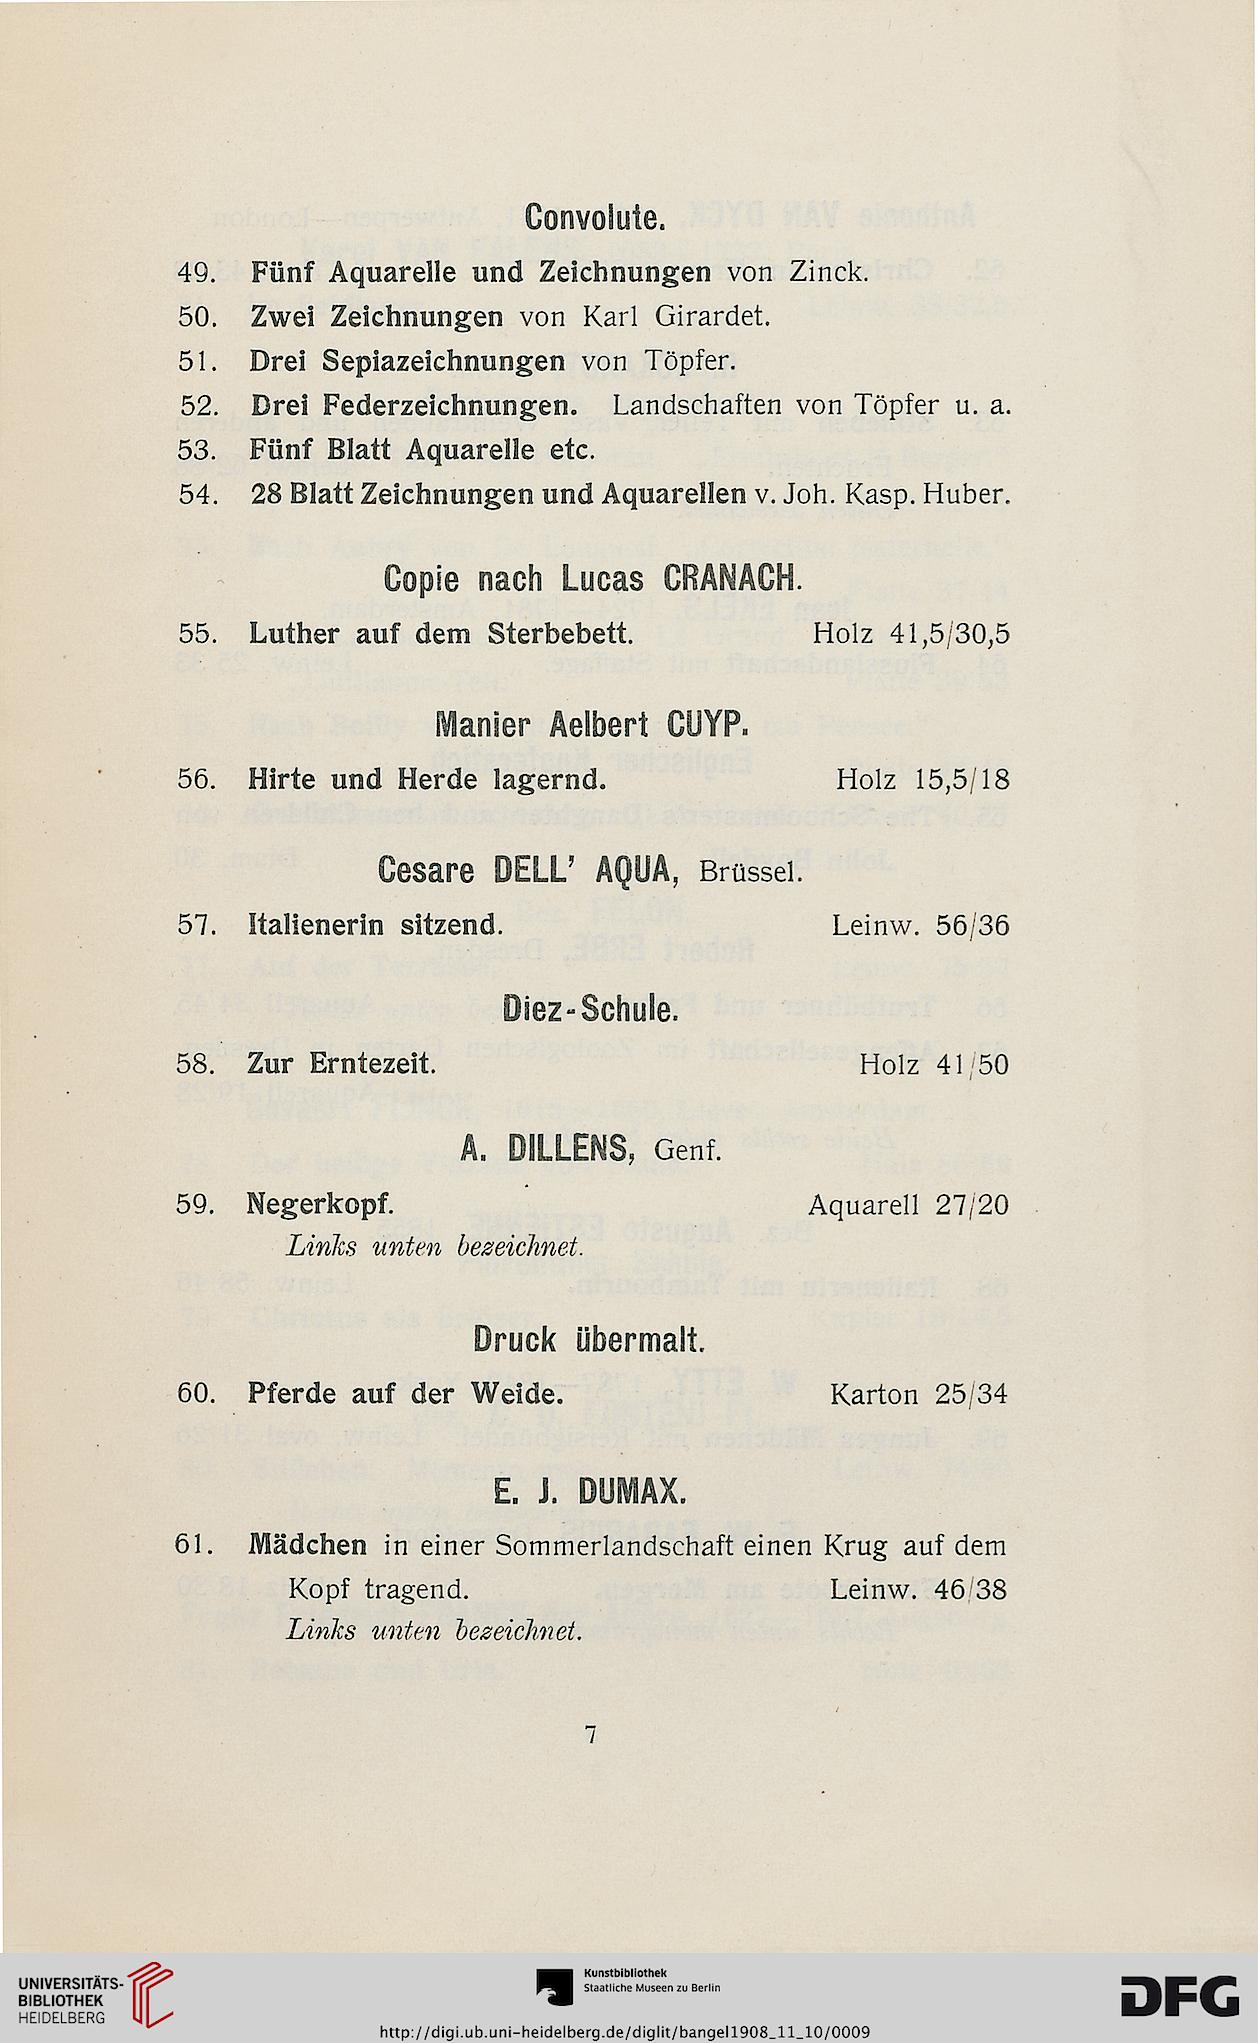 Convolute.
49. Fünf Aquarelle und Zeichnungen von Zinck.
50. Zwei Zeichnungen von Karl Girardet.
51. Drei Sepiazeichnungen von Töpfer.
52. Drei Federzeichnungen. Landschaften von Töpfer u. a.
53. Fünf Blatt Aquarelle etc.
54. 28 Blatt Zeichnungen und Aquarellen v. Joh. Kasp. Huber.
Copie nach Lucas CRANACH.
55. Luther auf dem Sterbebett. Holz 41,5/30,5
Manier Aelbert CUYP.
56. Hirte und Herde lagernd. Holz 15,5/18
Cesare DELL' AQUA, Brüssel.
57. Italienerin sitzend. Leinw. 56/36
Diez-Schule.
58. Zur Erntezeit. Holz 41/50
A. DILLENS, Genf.
59. Negerkopf. Aquarell 27/20
Links unten bezeichnet.
Druck übermalt.
60. Pferde auf der Weide. Karton 25/34
E. J. DUMAX.
61. Mädchen in einer Sommerlandschaft einen Krug auf dem
Kopf tragend. Leinw. 46/38
Links unten bezeichnet.
7
UNIVERSITÄTS-
BIBLIOTHEK
HEIDELBERG
Kunstbibliothek
Staatliche Museen zu Berlin
DFG
http://digi.ub.uni-heidelberg.de/diglit/bangel1908_11_10/0009